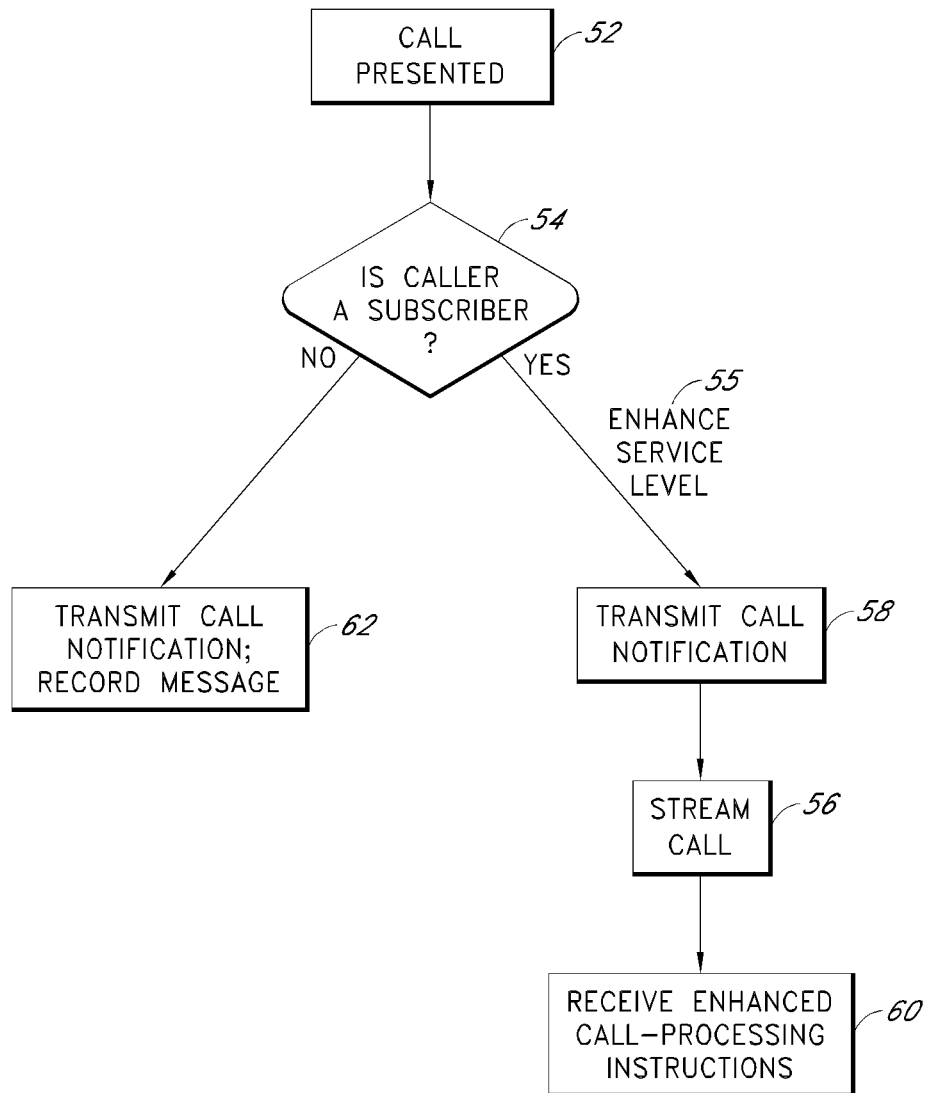 CALL
PRESENTED
52
54
IS CALLER
A SUBSCRIBER
?
NO
YES
55
ENHANCE
SERVICE
LEVEL
TRANSMIT CALL
NOTIFICATION;
RECORD MESSAGE
62
TRANSMIT CALL
NOTIFICATION
58
STREAM
CALL
56
RECEIVE ENHANCED
CALL-PROCESSING
INSTRUCTIONS
60